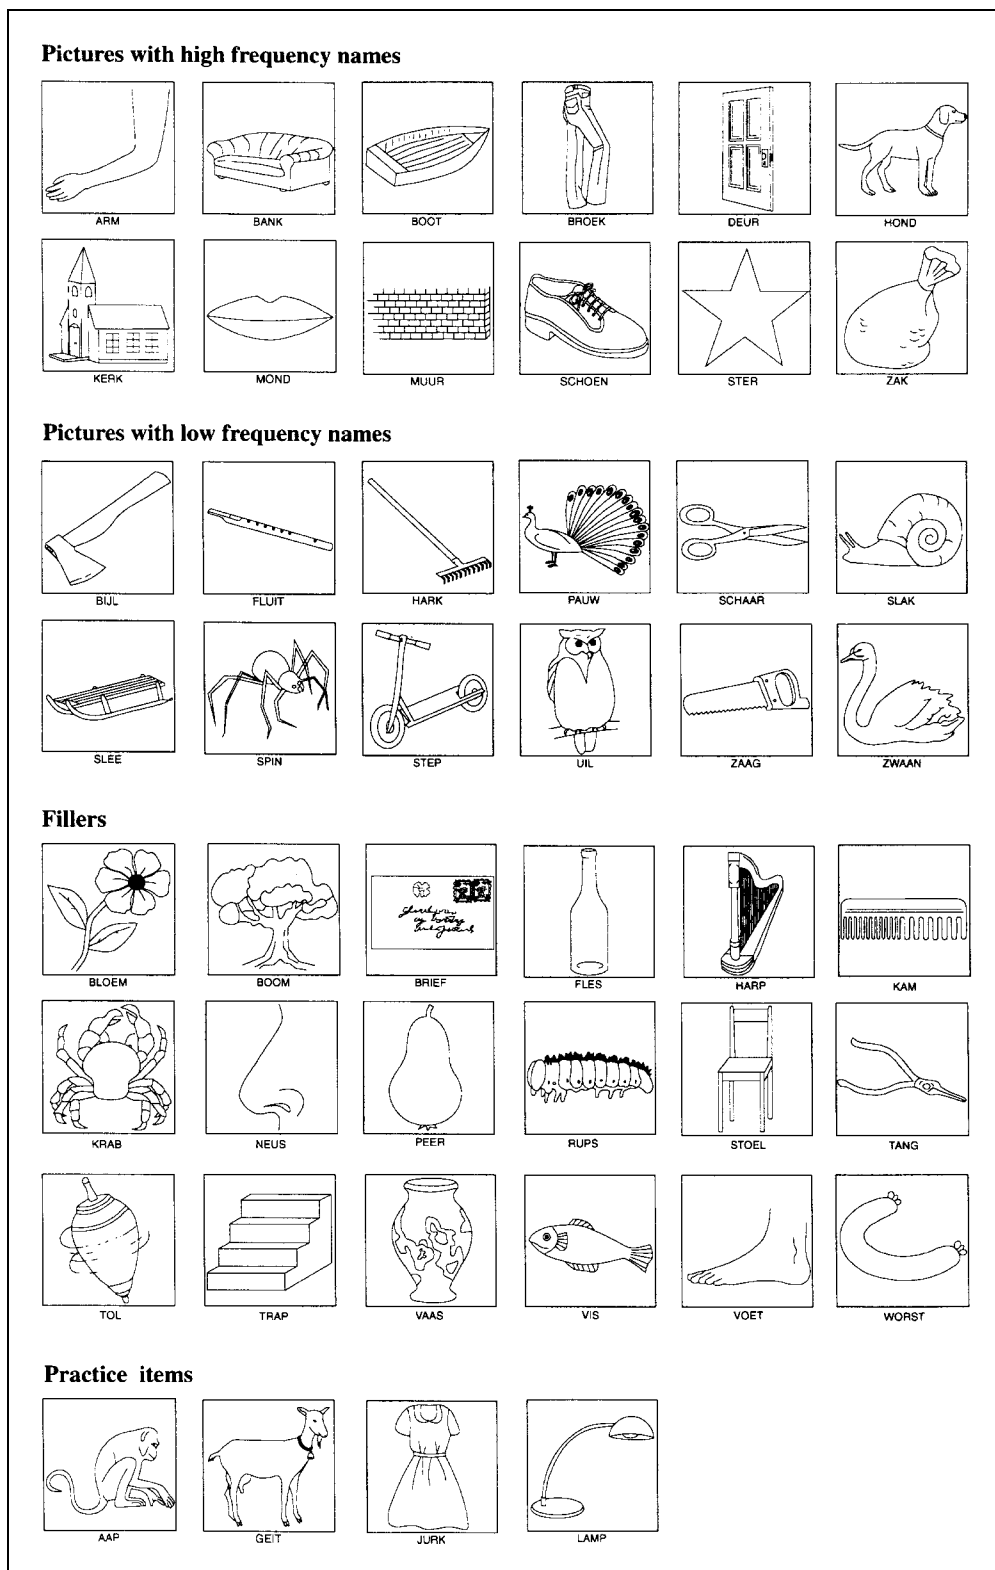 Pictures with high frequency names
ARM BANK BOOT BROEK DEUR HOND
KERK MOND MUUR SCHOEN STER ZAK
Pictures with low frequency names
BIJL FLUIT HARK PAUW SCHAAR SLAK
SLEE SPIN STEP UIL ZAAG ZWAAN
Fillers
BLOEM BOOM BRIEF FLES HARP KAM
KRAB NEUS PEER RUPS STOEL TANG
TOL TRAP VAAS VIS VOET WORST
Practice items
AAP GEIT JURK LAMP